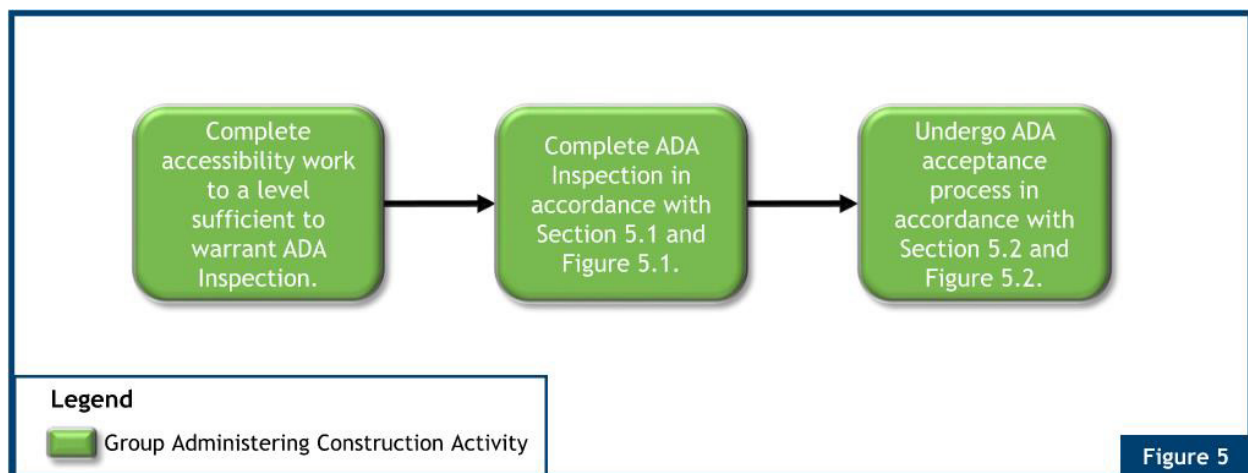 Complete
accessibility work
to a level
sufficient to
warrant ADA
Inspection.
Complete ADA
Inspection in
accordance with
Section 5.1 and
Figure 5.1.
Undergo ADA
acceptance
process in
accordance with
Section 5.2 and
Figure 5.2.
Legend
Group Administering Construction Activity
Figure 5